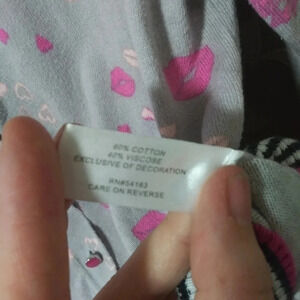 60% COTTON
40% VISCOSE
EXCLUSIVE OF DECORATION
RN#54163
CARE ON REVERSE